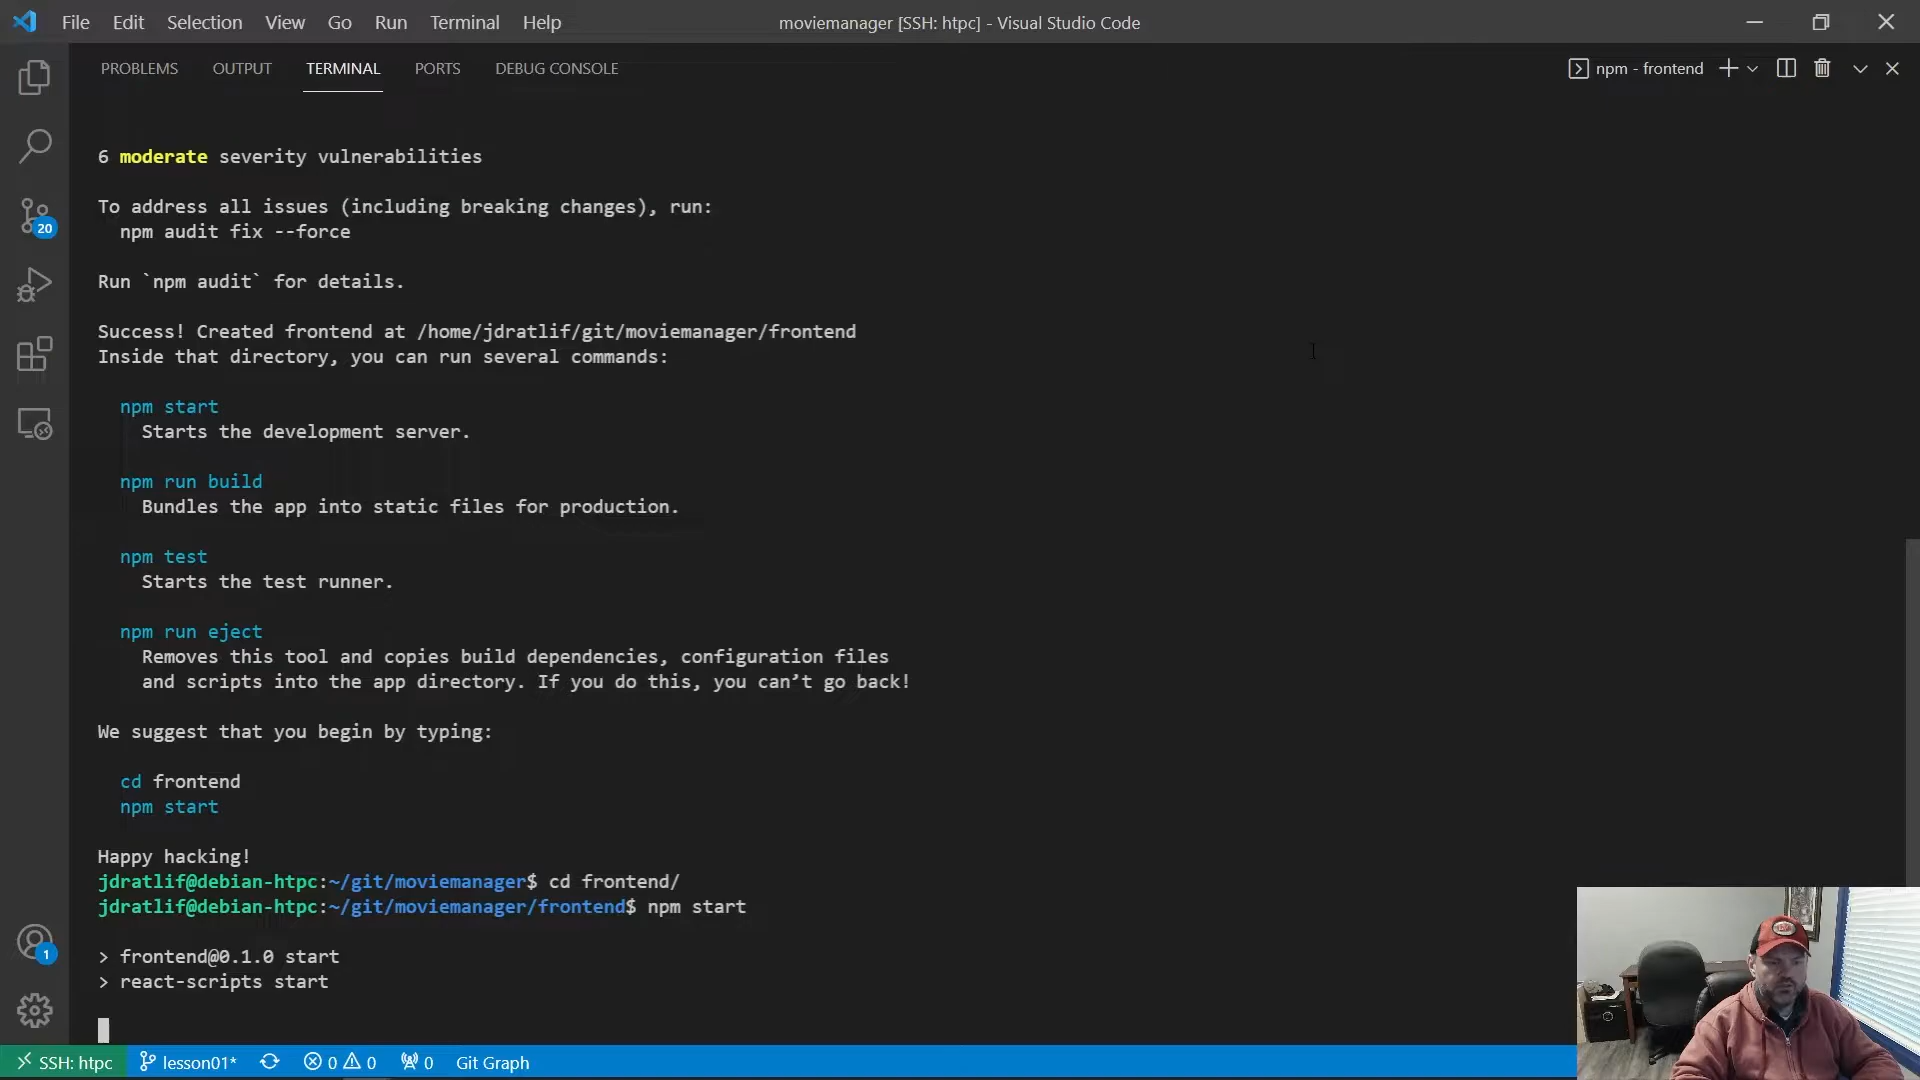 File Edit Selection View Go Run Terminal Help
moviemanager [SSH: htpc] - Visual Studio Code
PROBLEMS OUTPUT TERMINAL PORTS DEBUG CONSOLE
npm - frontend
6 moderate severity vulnerabilities
To address all issues (including breaking changes), run:
npm audit fix --force
Run `npm audit` for details.
Success! Created frontend at /home/jdratlif/git/moviemanager/frontend
Inside that directory, you can run several commands:
npm start
Starts the development server.
npm run build
Bundles the app into static files for production.
npm test
Starts the test runner.
npm run eject
Removes this tool and copies build dependencies, configuration files
and scripts into the app directory. If you do this, you can’t go back!
We suggest that you begin by typing:
cd frontend
npm start
Happy hacking!
jdratlif@debian-htpc:~/git/moviemanager$ cd frontend/
jdratlif@debian-htpc:~/git/moviemanager/frontend$ npm start
> frontend@0.1.0 start
> react-scripts start
20
1
SSH: htpc lesson01* 0 0 0 Git Graph